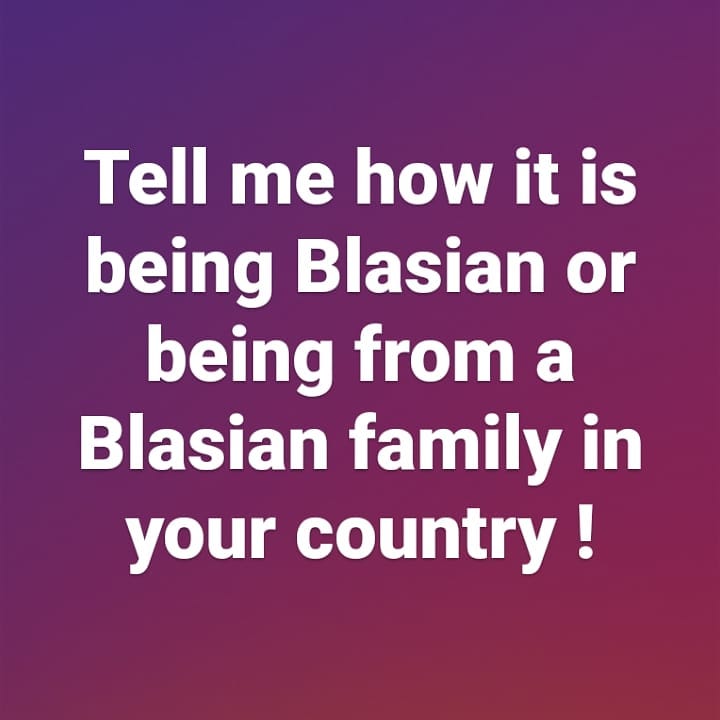 Tell me how it is
being Blasian or
being from a
Blasian family in
your country !